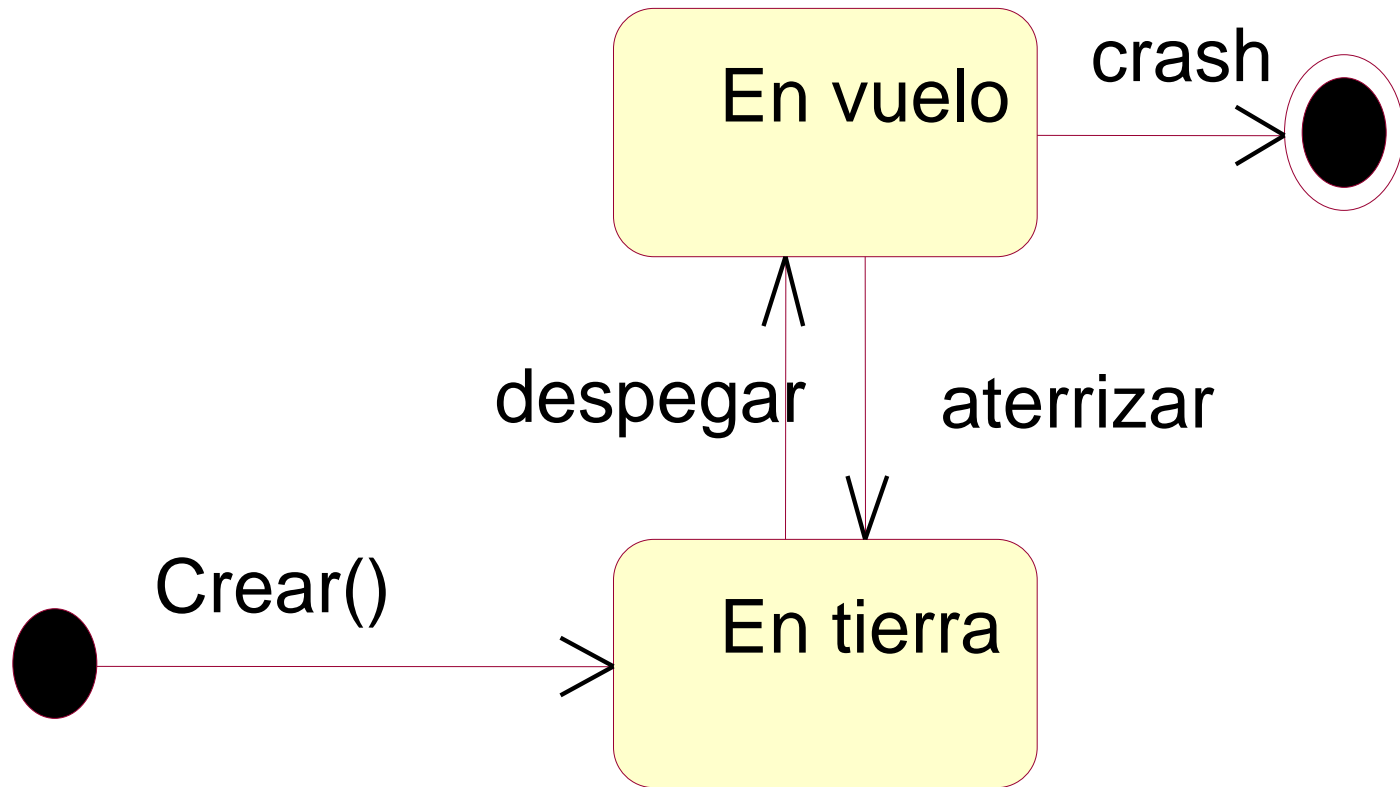 crash
En vuelo
despegar
aterrizar
Crear()
En tierra